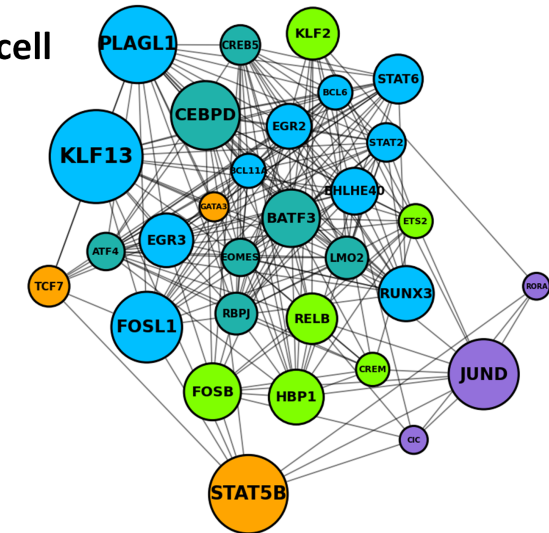 cell
PLAGL1
CREB5
KLF2
STAT6
BCL6
CEBPD
EGR2
STAT2
KLF13
BCL11A
BHLHE40
GATA3
BATF3
ETS2
EGR3
ATF4
EOMES
LMO2
TCF7
RORA
RUNX3
RBPJ
RELB
FOSL1
CREM
JUND
FOSB
HBP1
CIC
STAT5B